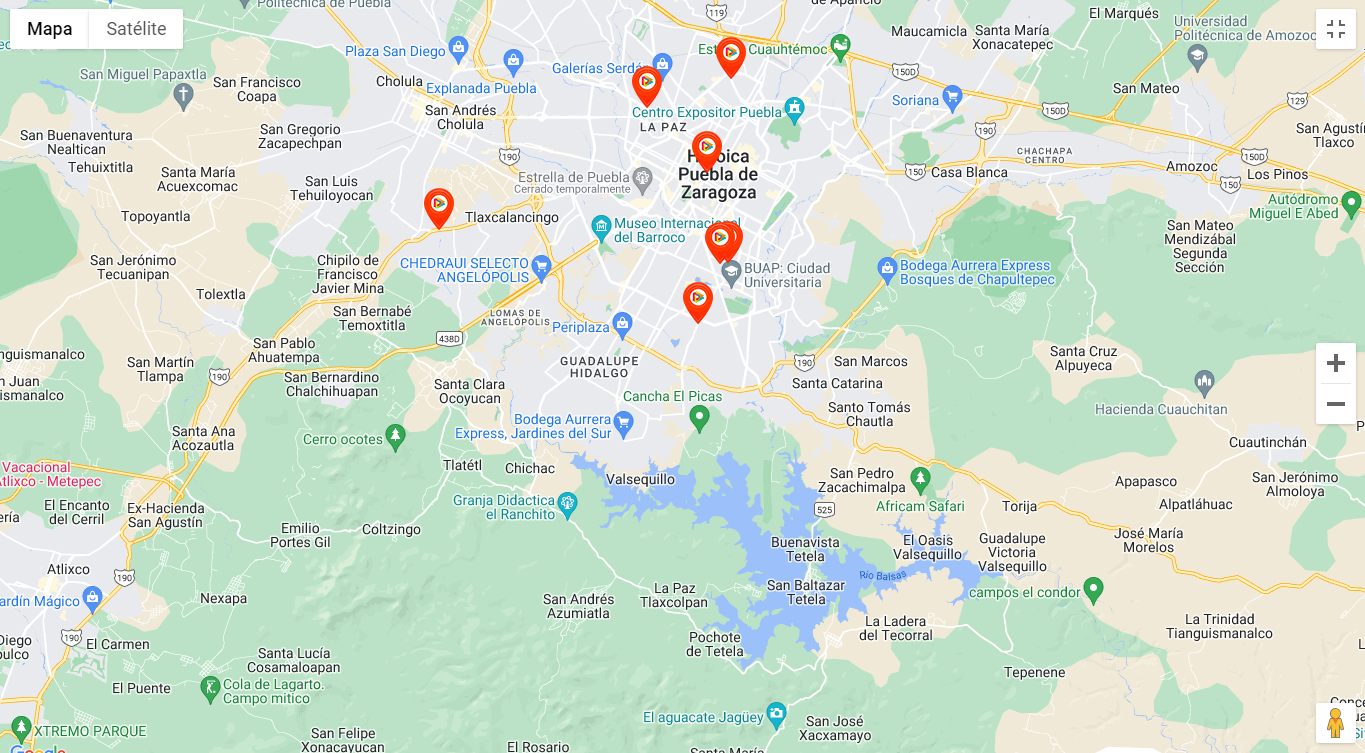 Tecnológica de Puebla
119
de Aparicio
El Marqués
Mapa
Satélite
Universidad
Politécnica de Amozoc
Maucamicla
Santa María
Xonacatepec
Plaza San Diego
Galerías Serdán
Cuauhtémoc
San Miguel Papaxtla
San Francisco
Coapa
Cholula
Explanada Puebla
150D
San Mateo
San Andrés
Cholula
Centro Expositor Puebla
Soriana
150D
129
LA PAZ
San Buenaventura
Nealtican
San Gregorio
Zacapechpan
190
San Agustín
Tlaxco
190
Heroica
Puebla de
Zaragoza
CHACHAPA
CENTRO
150D
Tehuixtitla
Santa María
Acuexcomac
San Luis
Tehuiloyocan
Estrella de Puebla
Cerrado temporalmente
190
Casa Blanca
Amozoc
Los Pinos
150D
Topoyantla
Tlaxcalancingo
Museo Internacional
del Barroco
Autódromo
Miguel E Abed
San Mateo
Mendizábal
Segunda
Sección
San Jerónimo
Tecuanipan
Chipilo de
Francisco
Javier Mina
CHEDRAUI SELECTO
ANGELÓPOLIS
BUAP: Ciudad
Universitaria
Bodega Aurrera Express
Bosques de Chapultepec
Tolextla
San Bernabé
Temoxtitla
LOMAS DE
ANGELÓPOLIS
Periplaza
438D
San Pablo
Ahuatempa
anguismanalco
San Martín
Tlampa
190
GUADALUPE
HIDALGO
190
San Marcos
Santa Cruz
Alpuyeca
San Juan
ismanalco
San Bernardino
Chalchihuapan
Santa Clara
Ocoyucan
Santa Catarina
Cancha El Picas
Santo Tomás
Chautla
Hacienda Cuauchitan
Santa Ana
Acozautla
Cerro ocotes
Bodega Aurrera
Express, Jardines del Sur
Cuautinchán
Vacacional
Atlixco - Metepec
Tlatétl
Chichac
Valsequillo
San Pedro
Zacachimalpa
Apapasco
San Jerónimo
Almoloya
El Encanto
del Cerril
Ex-Hacienda
San Agustín
Granja Didactica
el Ranchito
525
Africam Safari
Torija
Alpatláhuac
Emilio
Portes Gil
Coltzingo
Buenavista
Tetela
El Oasis
Valsequillo
Guadalupe
Victoria
Valsequillo
José María
Morelos
Atlixco
190
Río Balsas
San Baltazar
Tetela
campos el condor
Jardín Mágico
Nexapa
San Andrés
Azumiatla
La Paz
Tlaxcolpan
La Ladera
del Tecorral
La Trinidad
Tianguismanalco
Diego
190
El Carmen
Pochote
de Tetela
Santa Lucía
Cosamaloapan
Tepenene
El Puente
Cola de Lagarto.
Campo mitico
El aguacate Jagüey
San José
Xacxamayo
XTREMO PARQUE
San Felipe
Xonacayucan
El Rosario
Santa María
Google